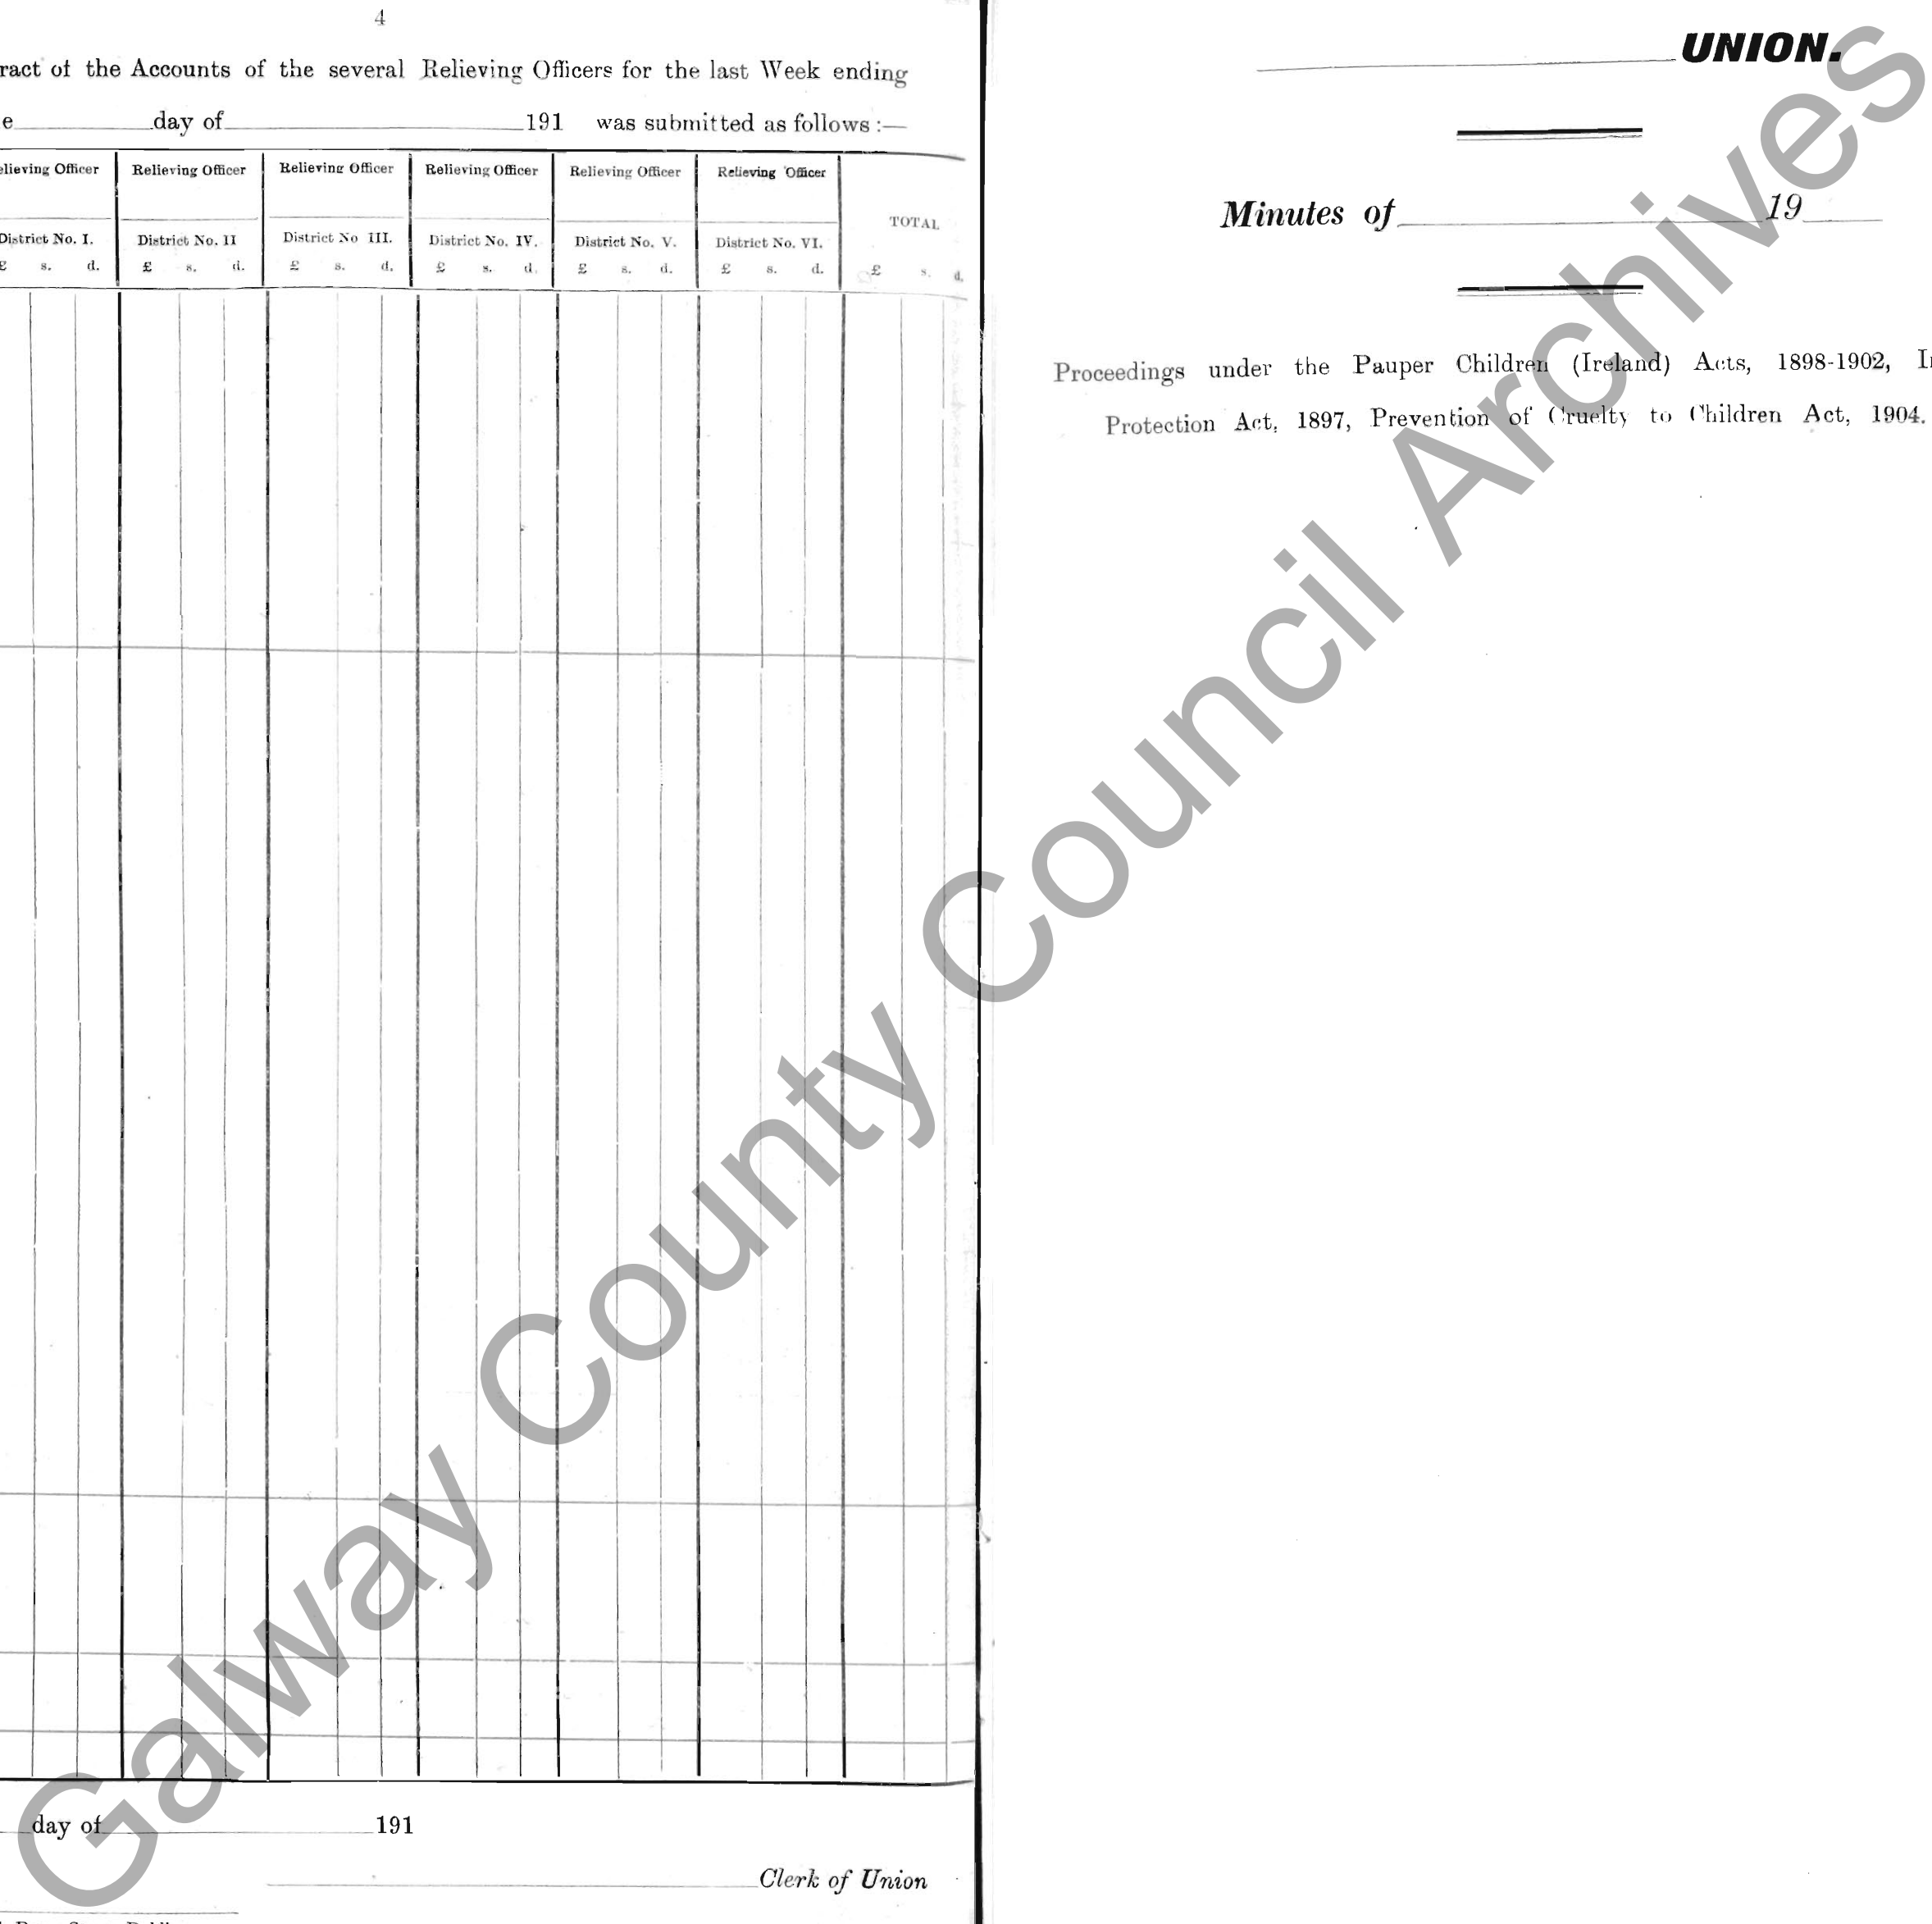 4
ract of the Accounts of the several Relieving Officers for the last Week ending
e day of 191 was submitted as follows :—
elieving Officer Relieving Officer Relieving Officer Relieving Officer Relieving Officer Relieving Officer
TOTAL
District No. I. District No. II District No III. District No. IV. District No. V. District No. VI.
£ s. d. £ s. d. £ s. d. £ s. d. £ s. d. £ s. d. £ s. d.
day of 191
Clerk of Union
UNION.
Minutes of 19
Proceedings under the Pauper Children (Ireland) Acts, 1898-1902, I
Protection Act, 1897, Prevention of Cruelty to Children Act, 1904.
Galway County Council Archives